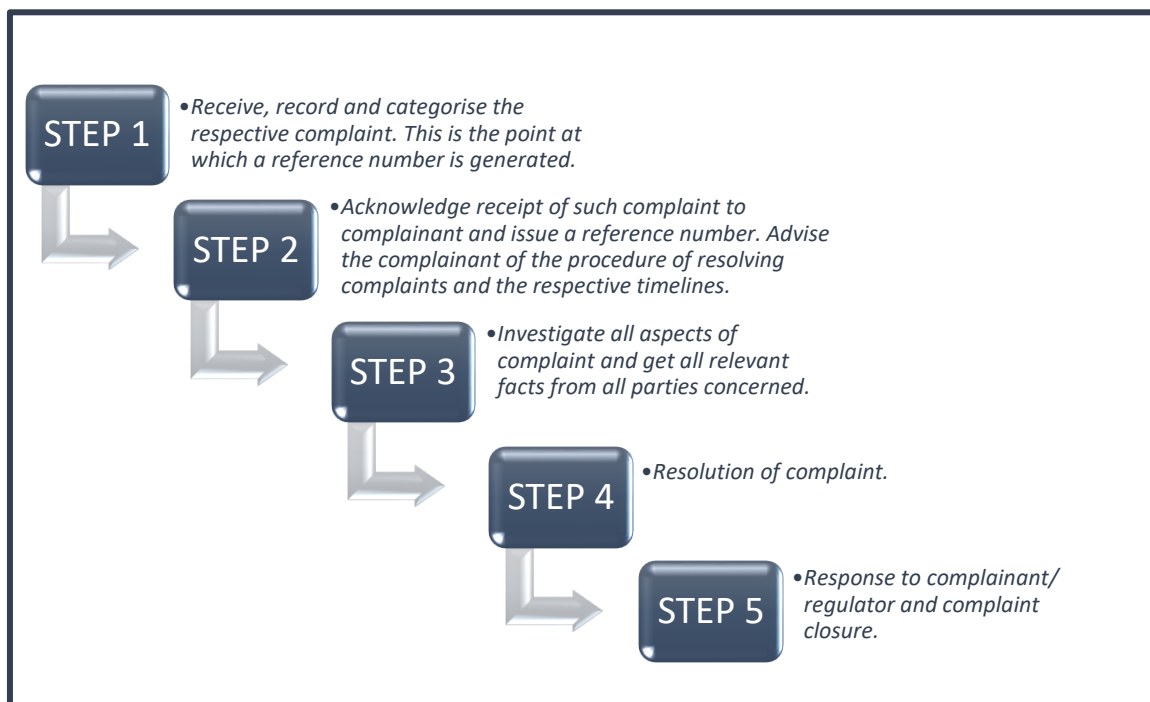 STEP 1
•Receive, record and categorise the
respective complaint. This is the point at
which a reference number is generated.
STEP 2
•Acknowledge receipt of such complaint to
complainant and issue a reference number. Advise
the complainant of the procedure of resolving
complaints and the respective timelines.
STEP 3
•Investigate all aspects of
complaint and get all relevant
facts from all parties concerned.
STEP 4
•Resolution of complaint.
STEP 5
•Response to complainant/
regulator and complaint
closure.